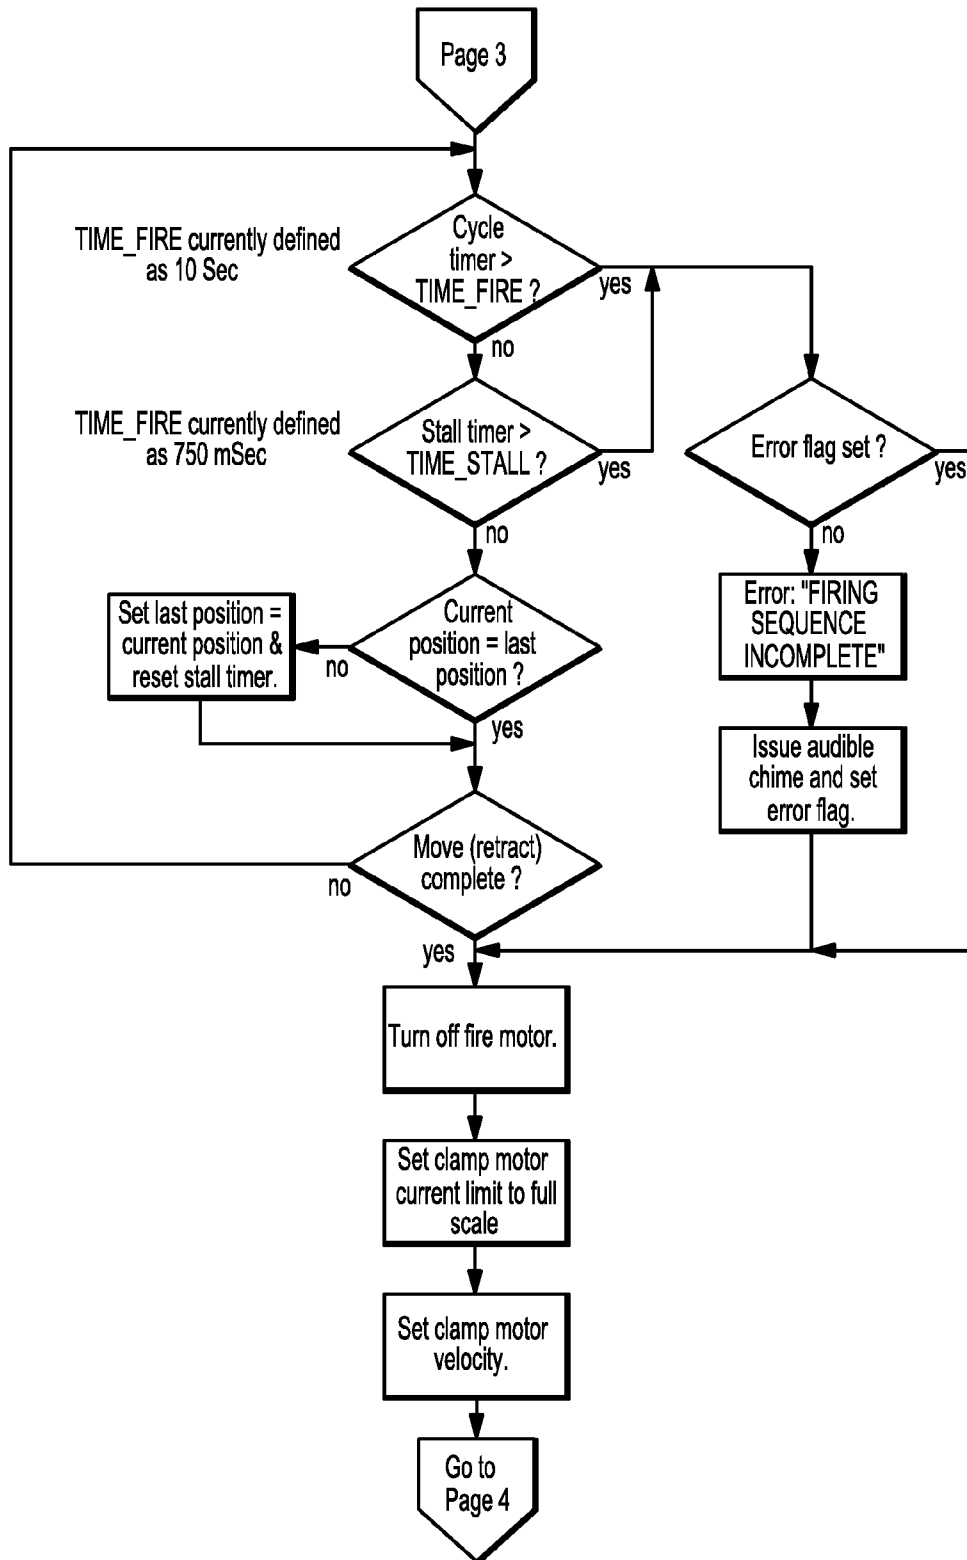 Page 3
TIME_FIRE currently defined
as 10 Sec
Cycle
timer >
TIME_FIRE ?
yes
no
TIME_FIRE currently defined
as 750 mSec
Stall timer >
TIME_STALL ?
yes
no
Error flag set ?
yes
no
Set last position =
current position &
reset stall timer.
no
Current
position = last
position ?
yes
Error: "FIRING
SEQUENCE
INCOMPLETE"
Issue audible
chime and set
error flag.
Move (retract)
complete ?
no
yes
Turn off fire motor.
Set clamp motor
current limit to full
scale
Set clamp motor
velocity.
Go to
Page 4